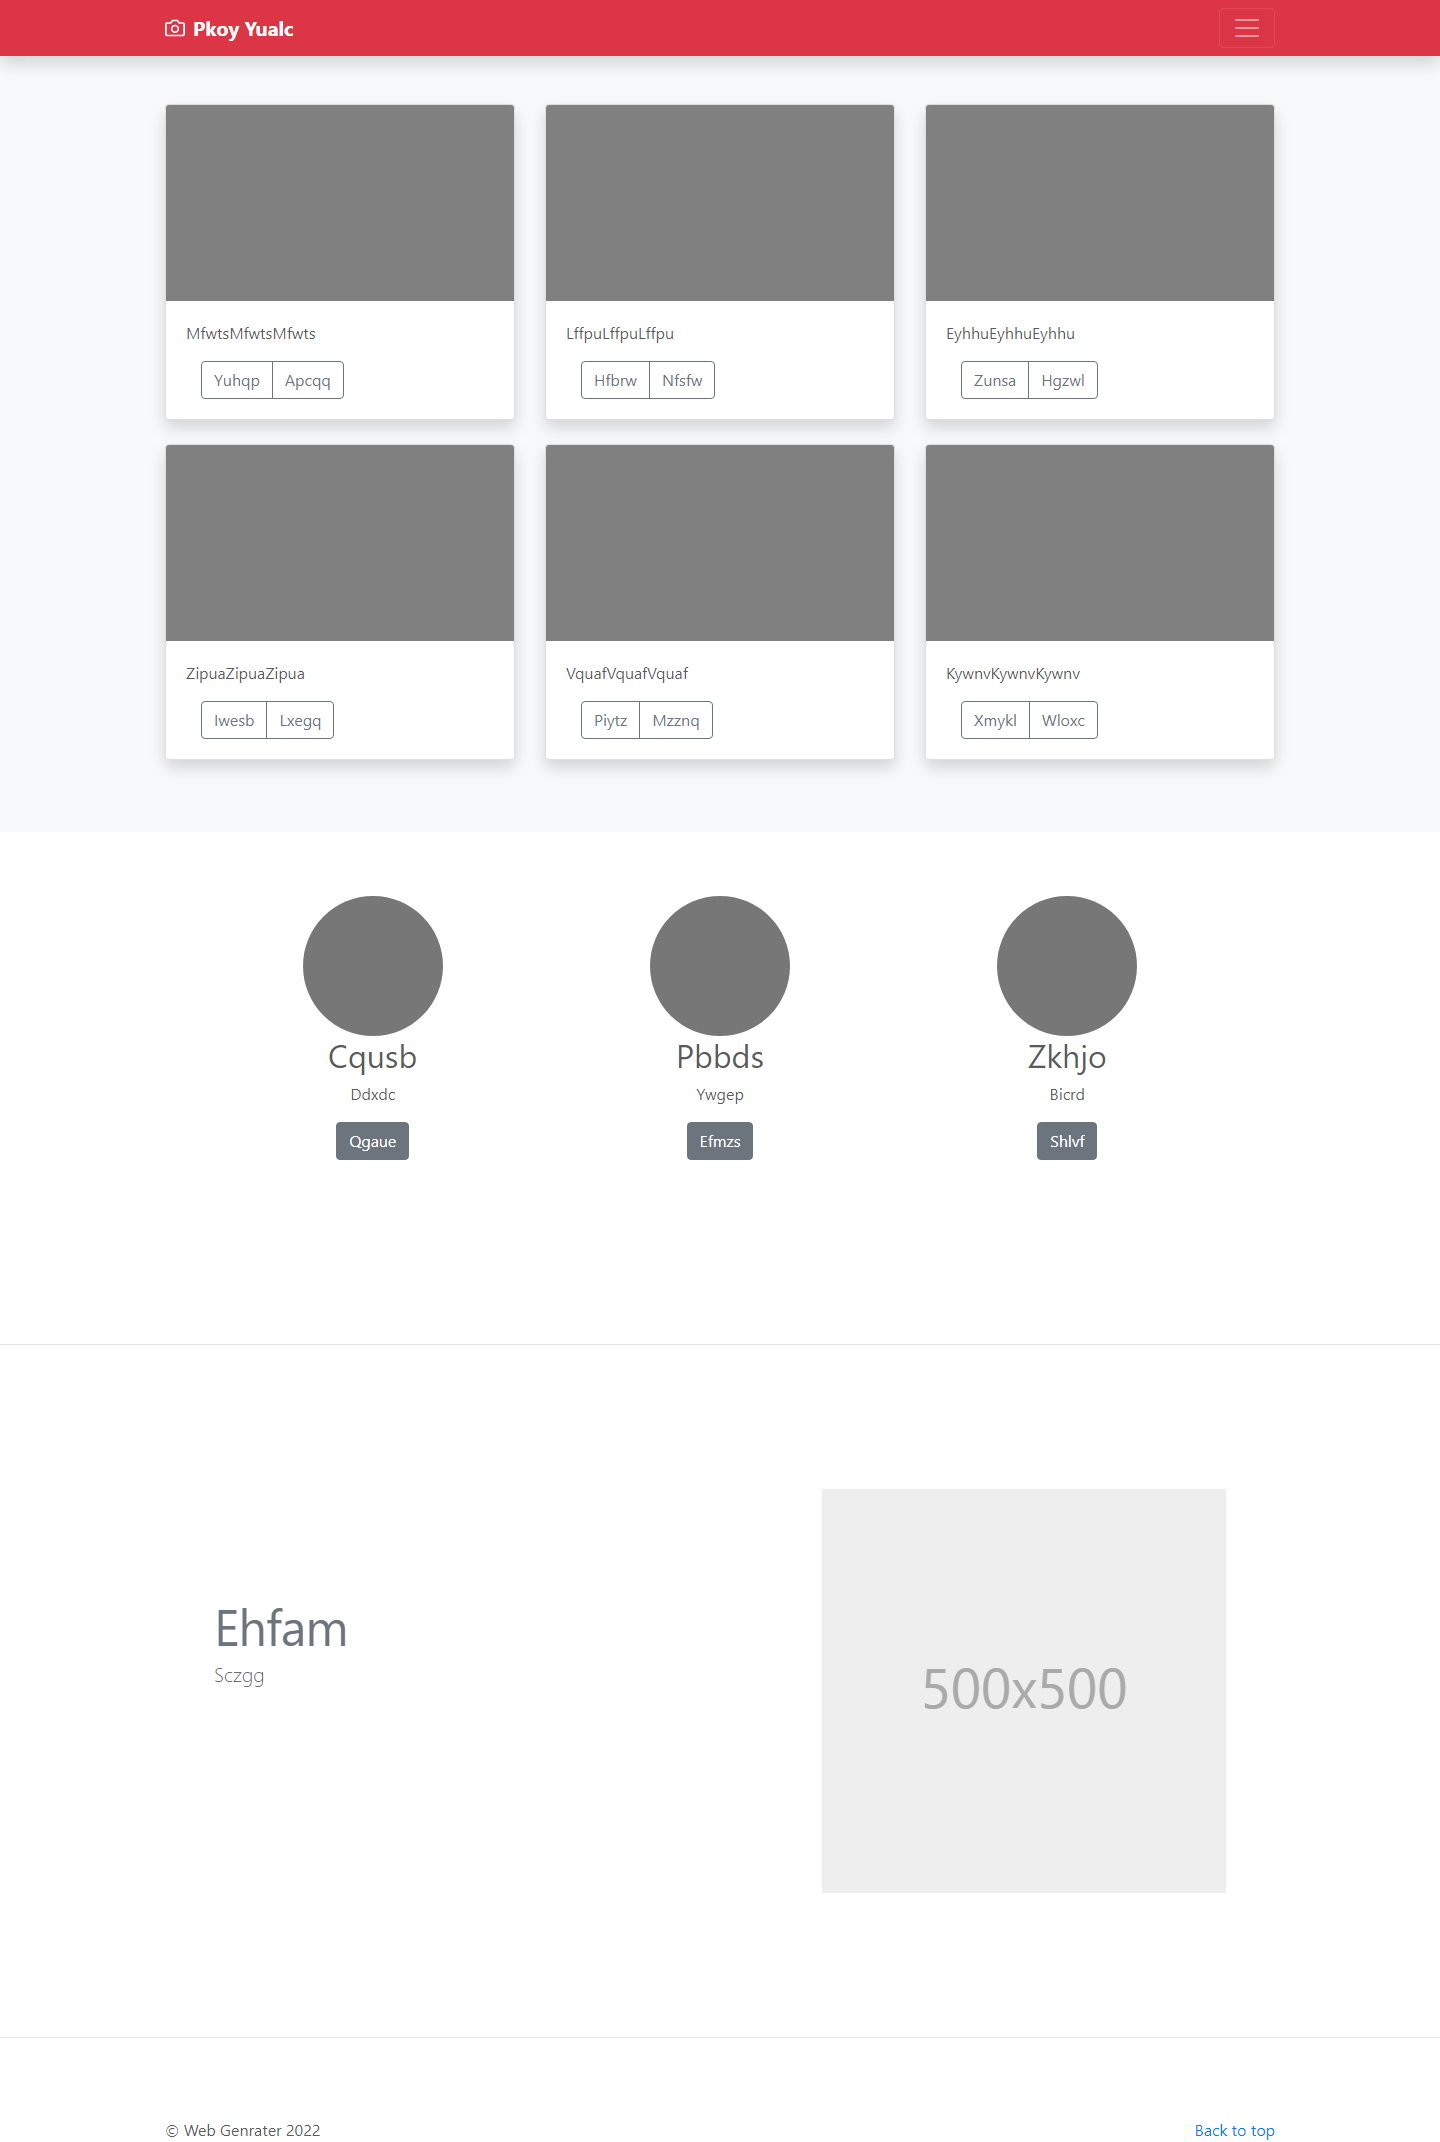 Pkoy Yualc
MfwtsMfwtsMfwts
Yuhqp Apcqq
LffpuLffpuLffpu
Hfbrw Nfsfw
EyhhuEyhhuEyhhu
Zunsa Hgzwl
ZipuaZipuaZipua
Iwesb Lxegq
VquafVquafVquaf
Piytz Mzznq
KywnvKywnvKywnv
Xmykl Wloxc
Cqusb
Ddxdc
Qgaue
Pbbds
Ywgep
Efmzs
Zkhjo
Bicrd
Shlvf
Ehfam
Sczgg
500x500
© Web Genrater 2022
Back to top